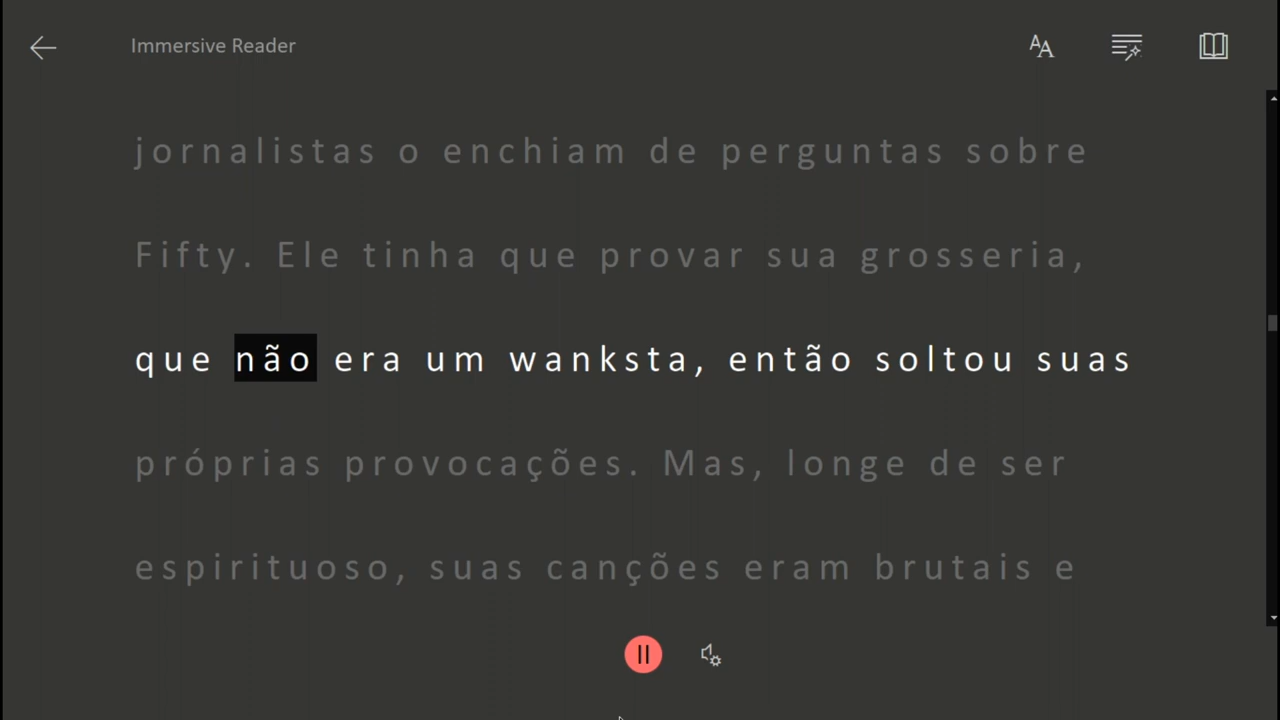 Immersive Reader
jornalistas o enchiam de perguntas sobre
Fifty. Ele tinha que provar sua grosseria,
que não era um wanksta, então soltou suas
próprias provocações. Mas, longe de ser
espirituoso, suas canções eram brutais e